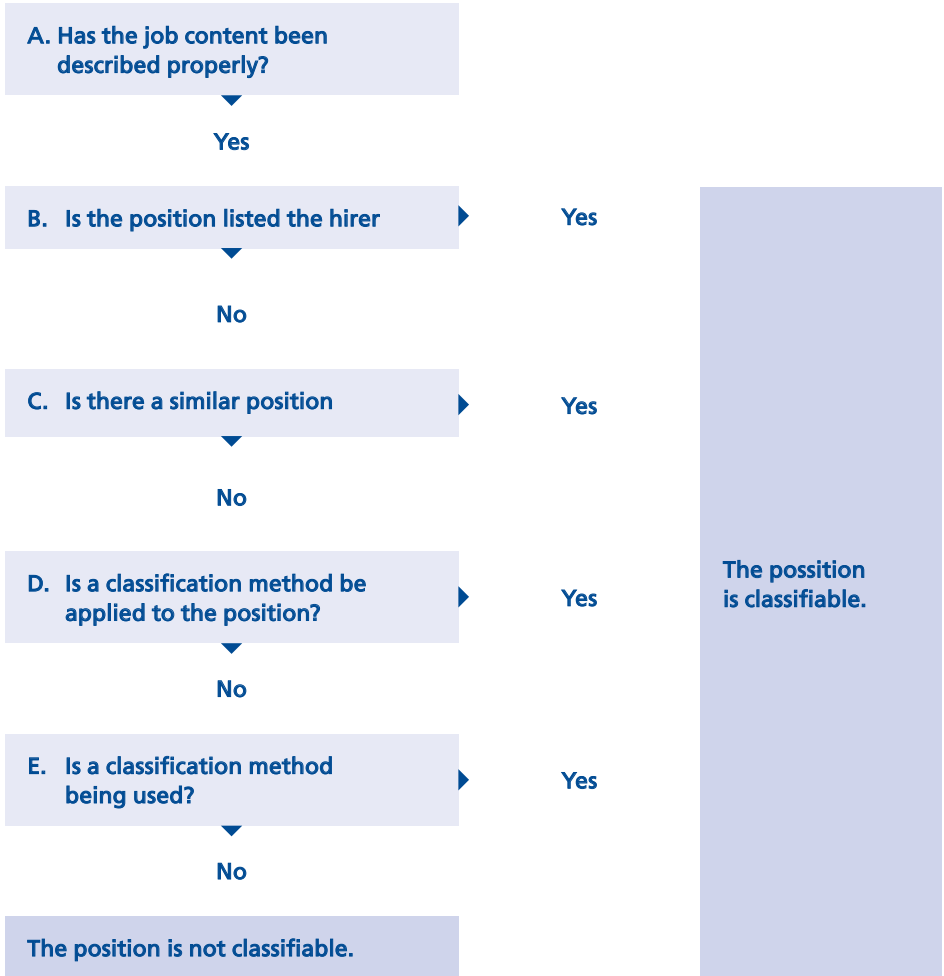 A. Has the job content been
described properly?
Yes
B. Is the position listed the hirer
Yes
No
C. Is there a similar position
Yes
No
D. Is a classification method be
applied to the position?
Yes
The possition
is classifiable.
No
E. Is a classification method
being used?
Yes
No
The position is not classifiable.